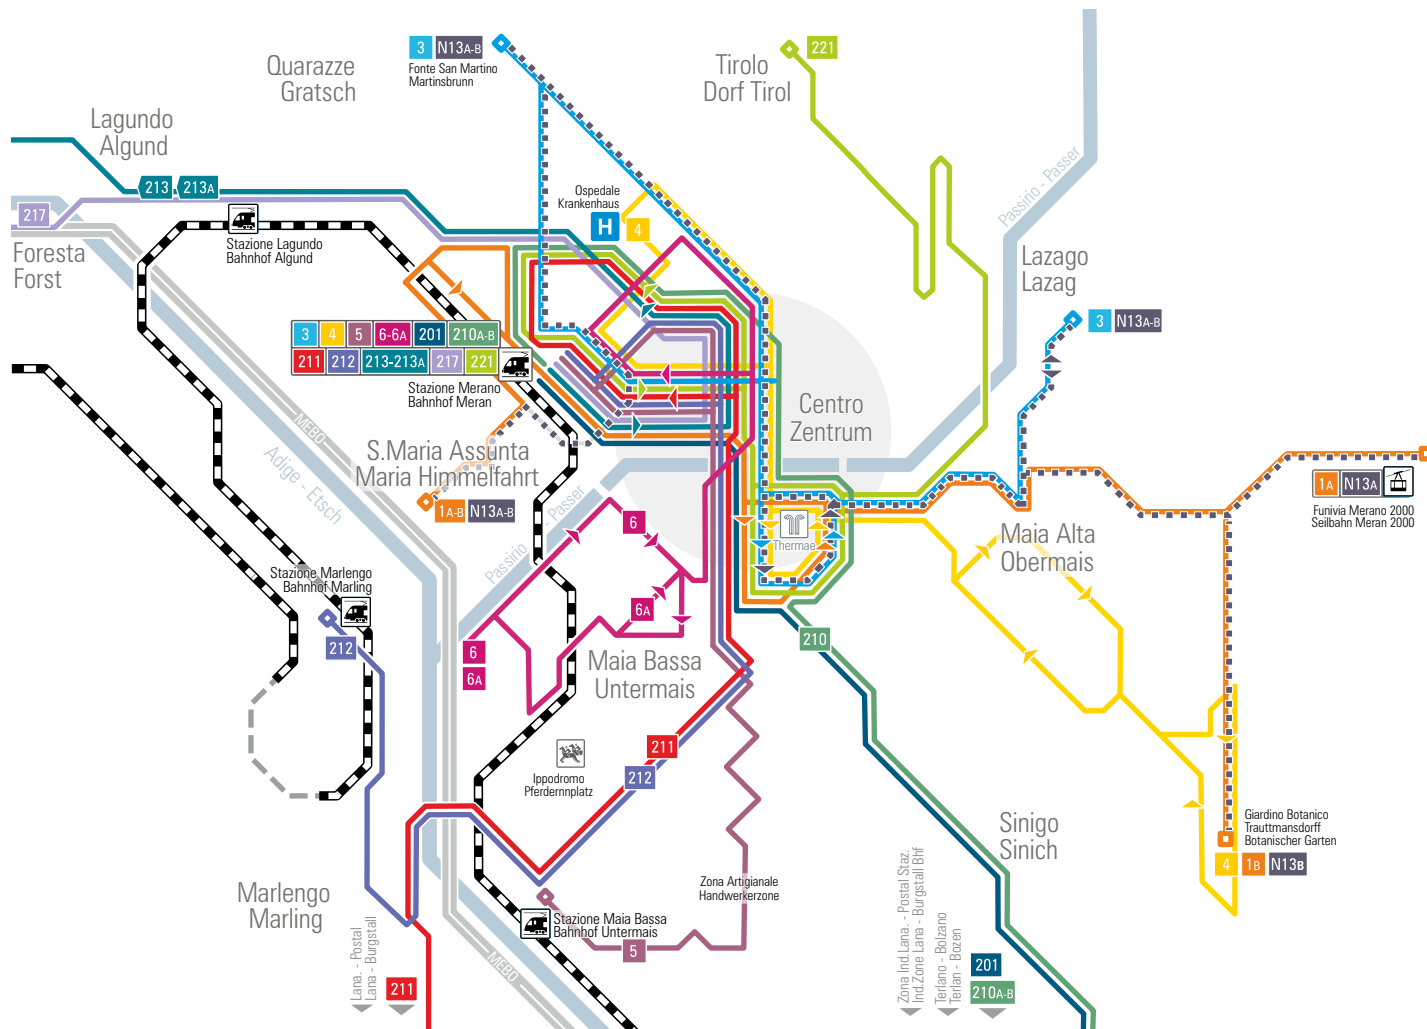 3 N13A-B
Fonte San Martino
Martinsbrunn
Quarazze
Gratsch
Tirolo
Dorf Tirol
221
Lagundo
Algund
213 213A
217
Foresta
Forst
Stazione Lagundo
Bahnhof Algund
Ospedale
Krankenhaus
H
4
Passirio - Passer
Lazago
Lazag
3 N13A-B
3 4 5 6-6A 201 210A-B
211 212 213-213A 217 221
Stazione Merano
Bahnhof Meran
MEBO
Adige - Etsch
S.Maria Assunta
Maria Himmelfahrt
1A-B N13A-B
Centro
Zentrum
Passirio - Passer
Thermae
1A N13A
Funivia Merano 2000
Seilbahn Meran 2000
Maia Alta
Obermais
6
6A
6
6A
Stazione Marlengo
Bahnhof Marling
212
Maia Bassa
Untermais
210
211
212
Ippodromo
Pferdernnplatz
Sinigo
Sinich
Giardino Botanico
Trauttmansdorff
Botanischer Garten
4 1B N13B
Marlengo
Marling
Zona Artigianale
Handwerkerzone
Stazione Maia Bassa
Bahnhof Untermais
5
MEBO
Lana. - Postal
Lana - Burgstall
211
Zona Ind.Lana. - Postal Staz.
Ind.Zone Lana - Burgstall Bhf
Terlano - Bolzano
Terlan - Bozen
201
210A-B